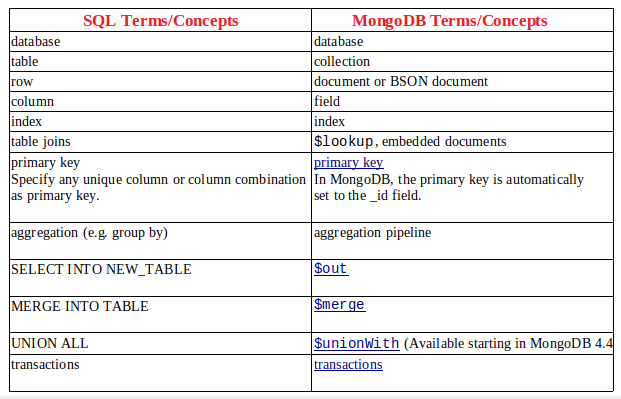 SQL Terms/Concepts MongoDB Terms/Concepts
database database
table collection
row document or BSON document
column field
index index
table joins $lookup, embedded documents
primary key primary key
Specify any unique column or column combination In MongoDB, the primary key is automatically
as primary key. set to the _id field.
aggregation (e.g. group by) aggregation pipeline
SELECT INTO NEW_TABLE $out
MERGE INTO TABLE $merge
UNION ALL $unionWith (Available starting in MongoDB 4.4
transactions transactions